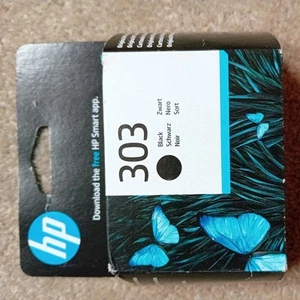 hp
Download the free HP Smart app.
303
Black Zwart
Schwarz Nero
Noir Sort